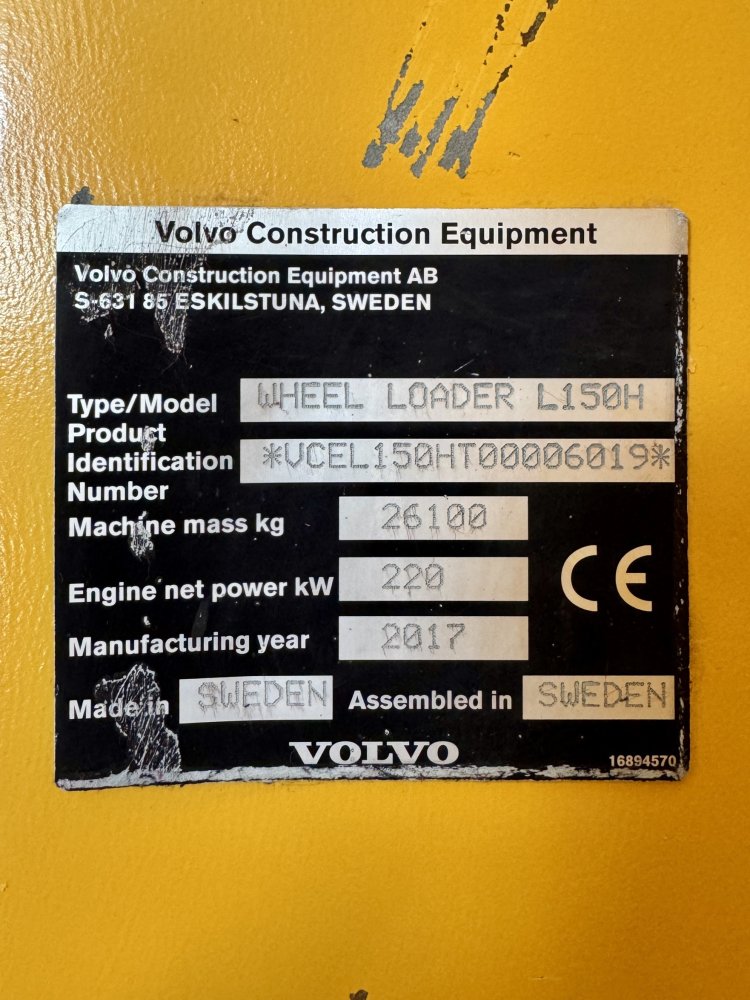 Volvo Construction Equipment
Volvo Construction Equipment AB
S-631 85 ESKILSTUNA, SWEDEN
Type/Model WHEEL LOADER L150H
Product
Identification *VCEL150HT00006019*
Number
Machine mass kg 26100
Engine net power kW 220
CE
Manufacturing year 2017
Made in SWEDEN Assembled in SWEDEN
VOLVO
16894570